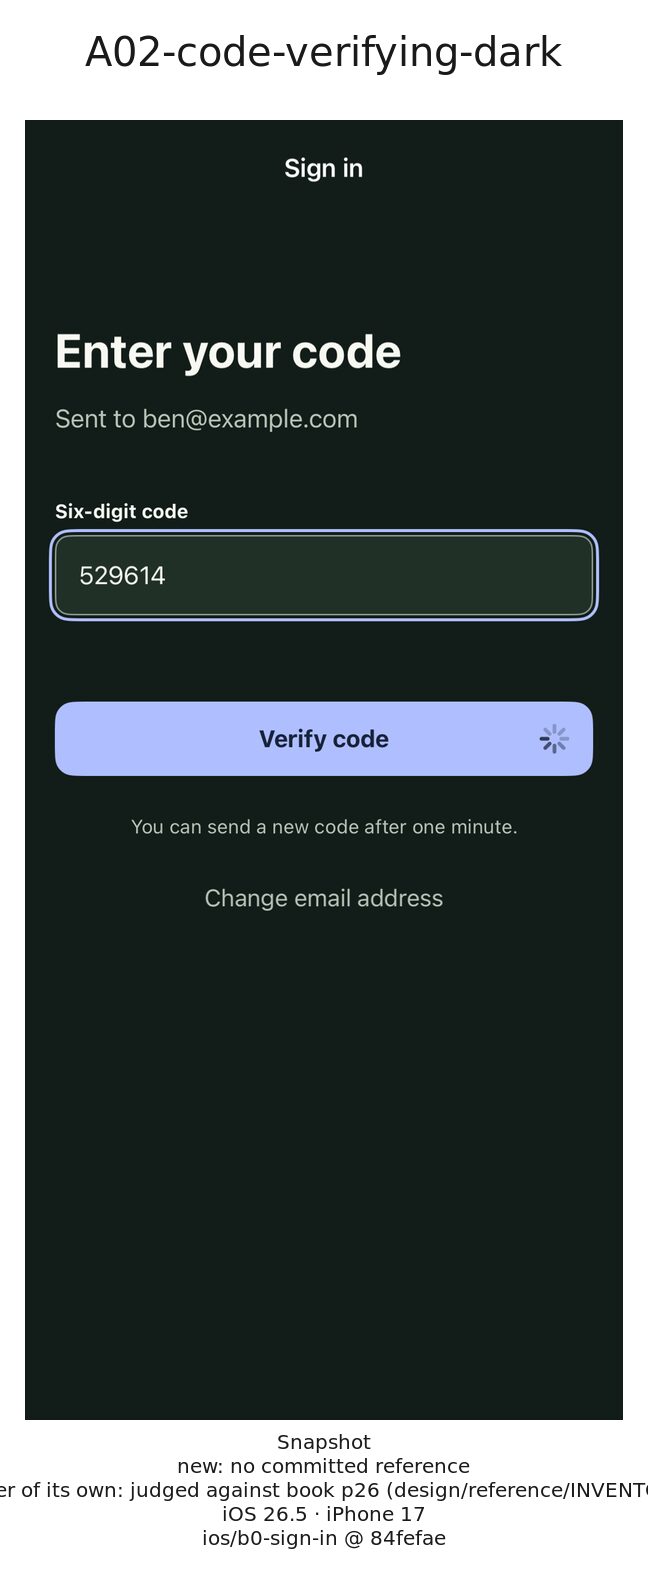 A02-code-verifying-dark
Sign in
Enter your code
Sent to ben@example.com
Six-digit code
529614
Verify code
You can send a new code after one minute.
Change email address
Snapshot
new: no committed reference
of its own: judged against book p26 (design/reference/
iOS 26.5 · iPhone 17
ios/b0-sign-in @ 84fefae